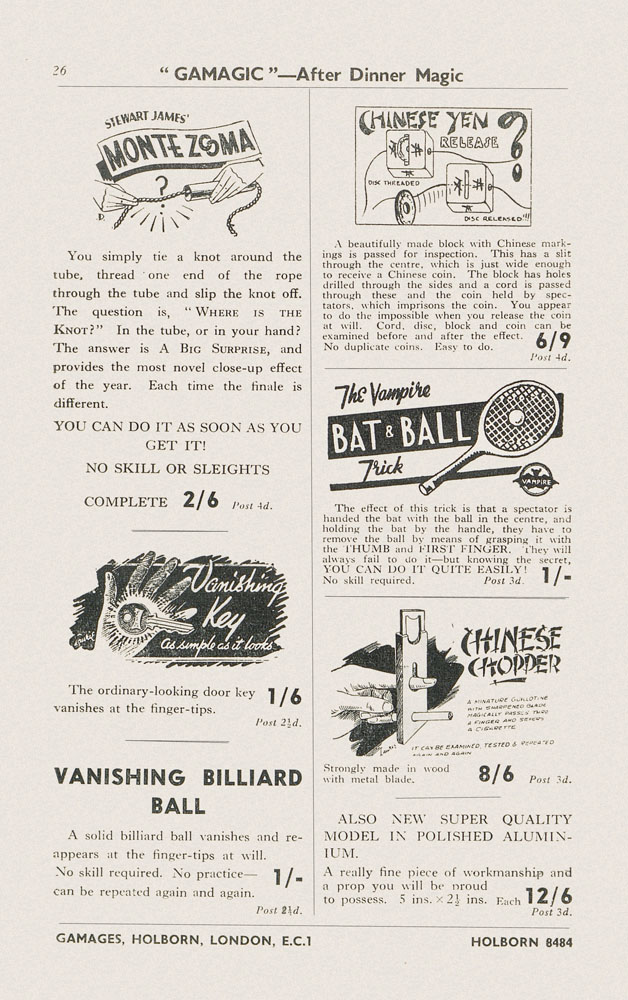 26
“ GAMAGIC ”—After Dinner Magic
STEWART JAMES'
MONTE ZOOMA
?
You simply tie a knot around the
tube, thread one end of the rope
through the tube and slip the knot off.
The question is, “ WHERE IS THE
KNOT?” In the tube, or in your hand?
The answer is A BIG SURPRISE, and
provides the most novel close-up effect
of the year. Each time the finale is
different.
YOU CAN DO IT AS SOON AS YOU
GET IT!
NO SKILL OR SLEIGHTS
COMPLETE 2/6 Post 4d.
Vanishing
Key
As simple as it looks
The ordinary-looking door key 1/6
vanishes at the finger-tips.
Post 2½d.
VANISHING BILLIARD
BALL
A solid billiard ball vanishes and re-
appears at the finger-tips at will.
No skill required. No practice— 1/-
can be repeated again and again.
Post 2½d.
CHINESE YEN ?
RELEASE
DISC THREADED
DISC RELEASED!!!
A beautifully made block with Chinese mark-
ings is passed for inspection. This has a slit
through the centre, which is just wide enough
to receive a Chinese coin. The block has holes
drilled through the sides and a cord is passed
through these and the coin held by spec-
tators, which imprisons the coin. You appear
to do the impossible when you release the coin
at will. Cord, disc, block and coin can be
examined before and after the effect. 6/9
No duplicate coins. Easy to do.
Post 4d.
The Vampire
BAT & BALL
Trick
VAMPIRE
The effect of this trick is that a spectator is
handed the bat with the ball in the centre, and
holding the bat by the handle, they have to
remove the ball by means of grasping it with
the THUMB and FIRST FINGER. They will
always fail to do it—but knowing the secret,
YOU CAN DO IT QUITE EASILY! 1/-
No skill required. Post 3d.
CHINESE
CHOPPER
A MINATURE GUILLOTINE
WITH SHARPENED BLADE
MAGICALLY PASSES THRO
A FINGER AND SEVERS
A CIGARETTE
IT CAN BE EXAMINED, TESTED & REPEATED
AGAIN AND AGAIN
Strongly made in wood
with metal blade. 8/6 Post 3d.
ALSO NEW SUPER QUALITY
MODEL IN POLISHED ALUMIN-
IUM.
A really fine piece of workmanship and
a prop you will be proud
to possess. 5 ins. × 2½ ins. Each 12/6
Post 3d.
GAMAGES, HOLBORN, LONDON, E.C.1
HOLBORN 8484